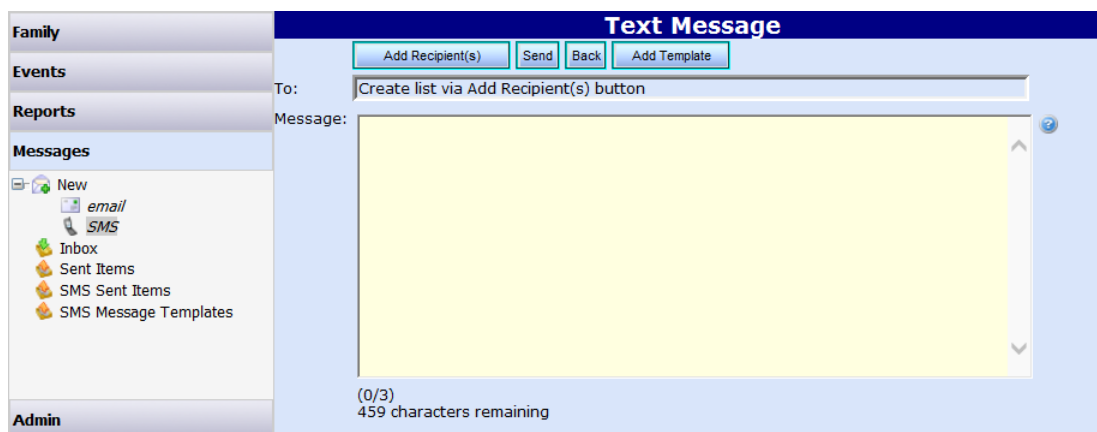 Family
Events
Reports
Messages
New
email
SMS
Inbox
Sent Items
SMS Sent Items
SMS Message Templates
Admin
Text Message
Add Recipient(s) Send Back Add Template
To: Create list via Add Recipient(s) button
Message:
(0/3)
459 characters remaining